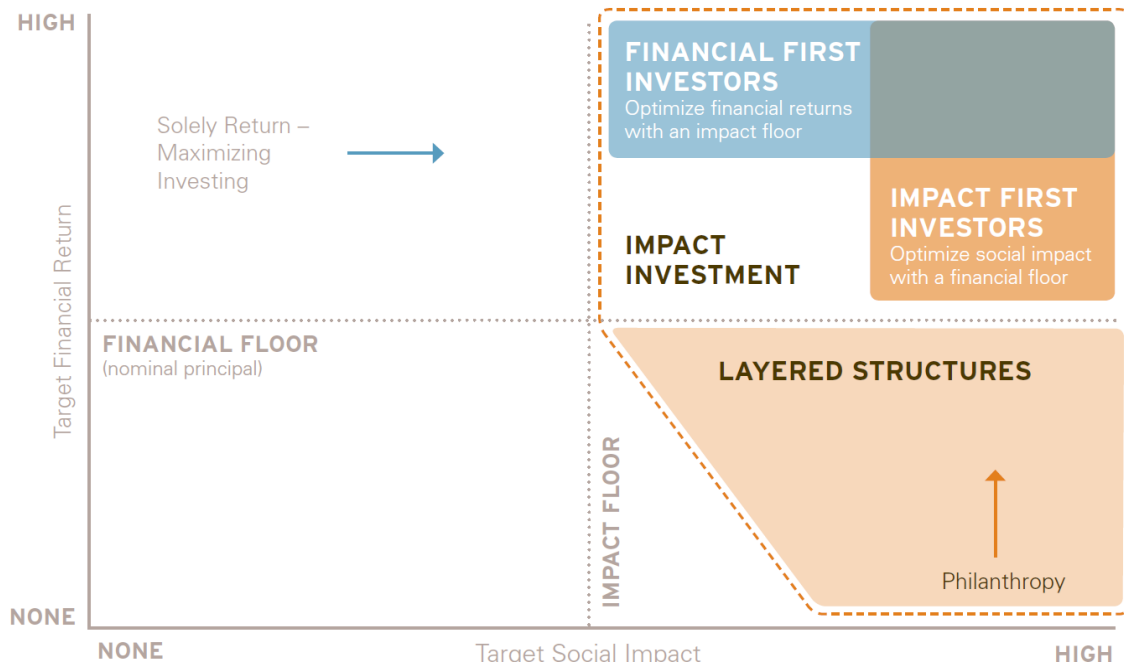 HIGH
FINANCIAL FIRST
INVESTORS
Optimize financial returns
with an impact floor
Solely Return –
Maximizing
Investing
IMPACT FIRST
INVESTORS
Optimize social impact
with a financial floor
IMPACT
INVESTMENT
Target Financial Return
FINANCIAL FLOOR
(nominal principal)
LAYERED STRUCTURES
IMPACT FLOOR
Philanthropy
NONE
NONE
Target Social Impact
HIGH